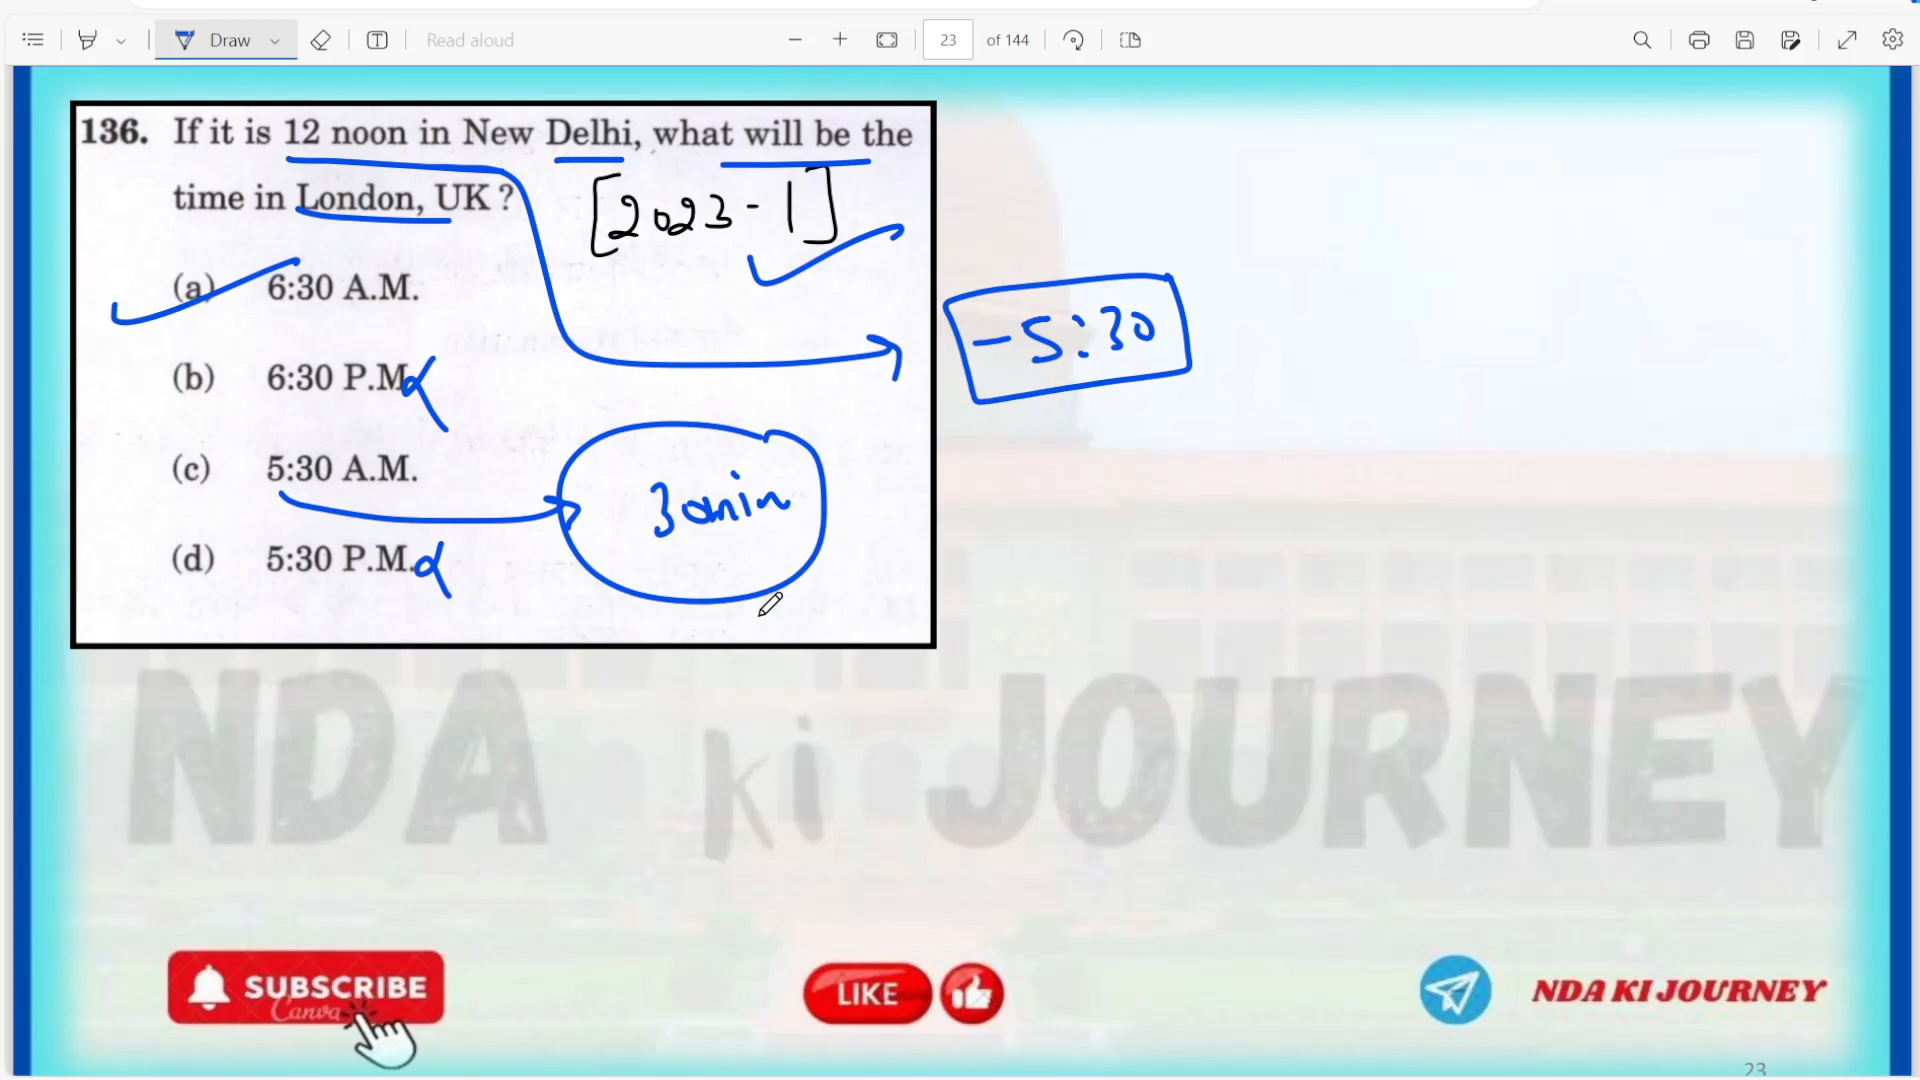 Draw
Read aloud
23 of 144
136. If it is 12 noon in New Delhi, what will be the
time in London, UK ?
[2023-1]
(a) 6:30 A.M.
-5:30
(b) 6:30 P.M
(c) 5:30 A.M.
30min
(d) 5:30 P.M.
NDA ki JOURNEY
SUBSCRIBE
Canva
LIKE
NDA KI JOURNEY
23